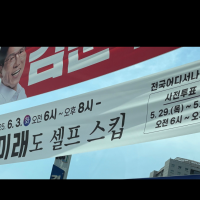 김문
6.3. 오전 6시~오후 8시-
미래도 셀프 스킵
전국어디서나
사전투표
5. 29.(목)~5
오전 6시~오